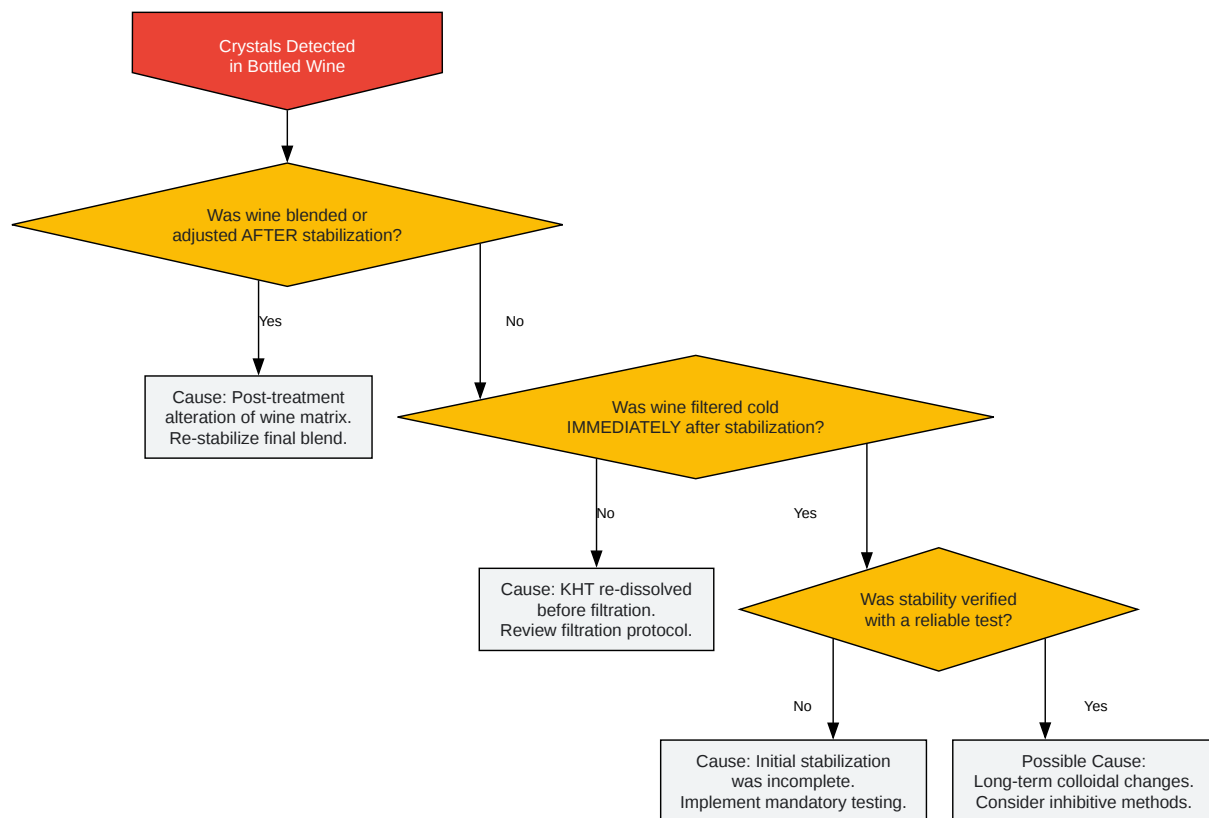 Crystals Detected
in Bottled Wine
Was wine blended or
adjusted AFTER stabilization?
Yes
No
Cause: Post-treatment
alteration of wine matrix.
Re-stabilize final blend.
Was wine filtered cold
IMMEDIATELY after stabilization?
No
Yes
Cause: KHT re-dissolved
before filtration.
Review filtration protocol.
Was stability verified
with a reliable test?
No
Yes
Cause: Initial stabilization
was incomplete.
Implement mandatory testing.
Possible Cause:
Long-term colloidal changes.
Consider inhibitive methods.